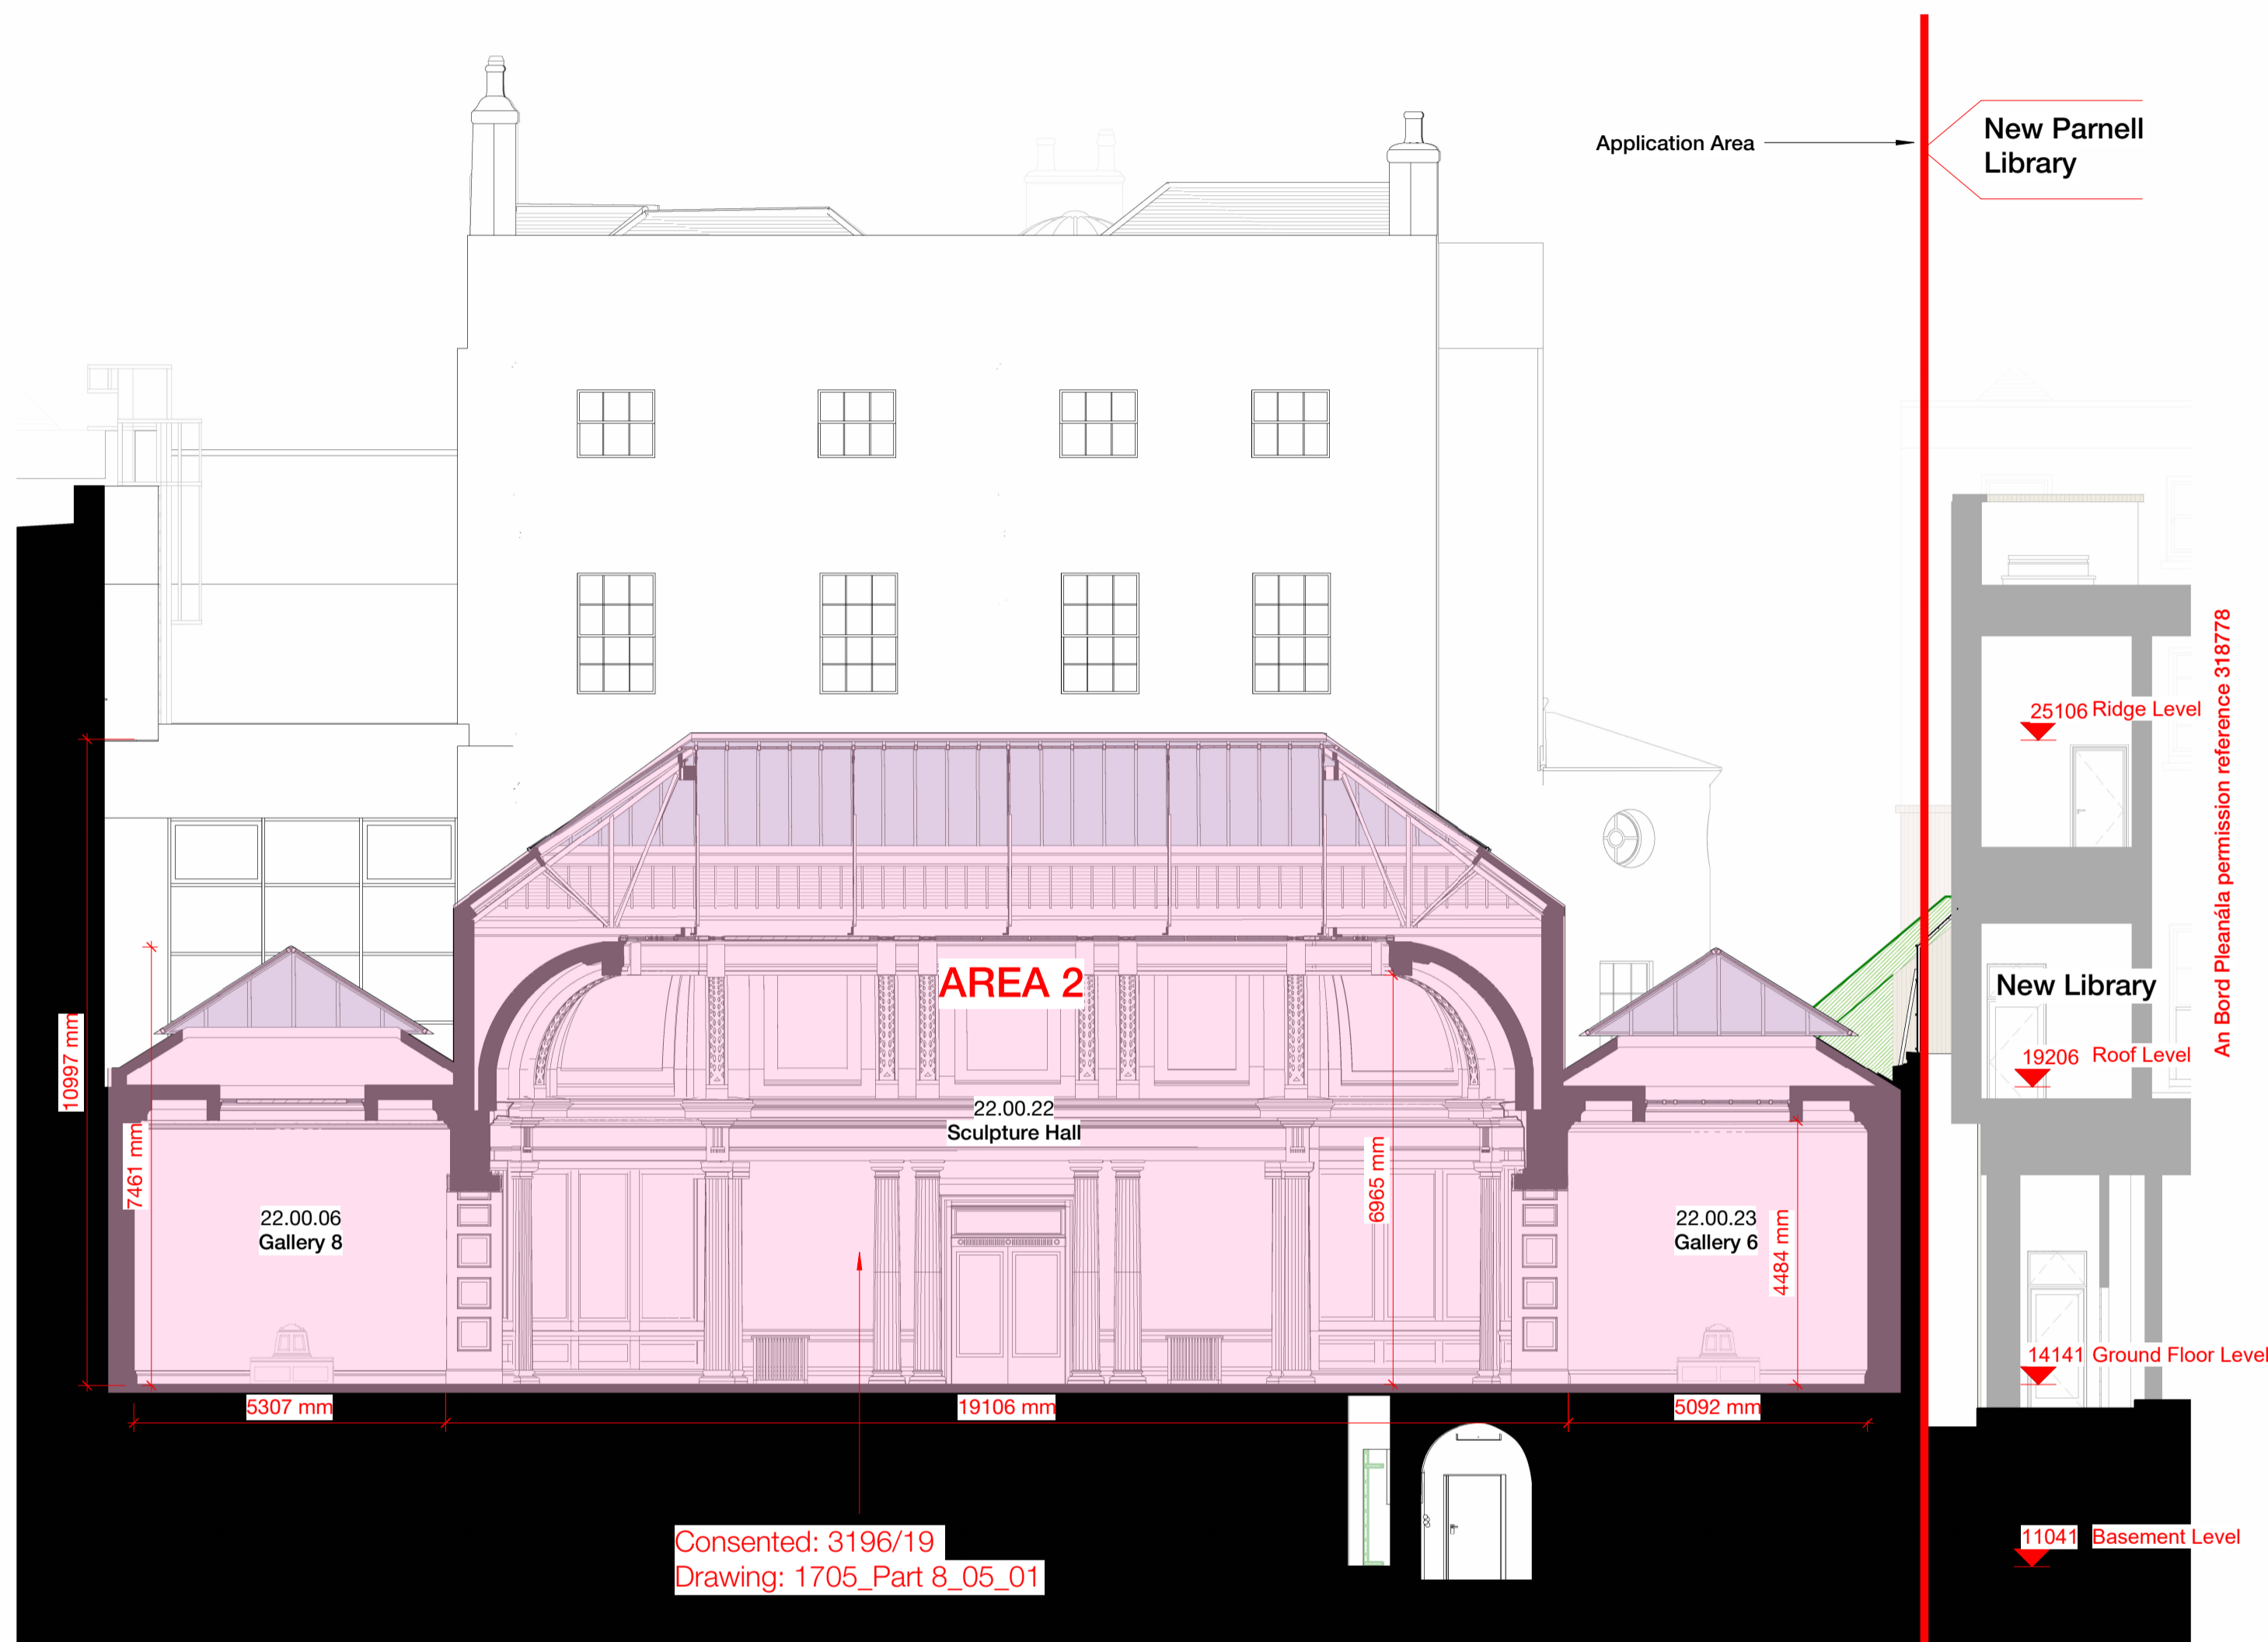 Application Area
New Parnell
Library
An Bord Pleanála permission reference 318778
25106 Ridge Level
AREA 2
New Library
19206 Roof Level
10997 mm
7461 mm
22.00.22
Sculpture Hall
6965 mm
22.00.06
Gallery 8
22.00.23
Gallery 6
4484 mm
14141 Ground Floor Level
5307 mm
19106 mm
5092 mm
11041 Basement Level
Consented: 3196/19
Drawing: 1705_Part 8_05_01